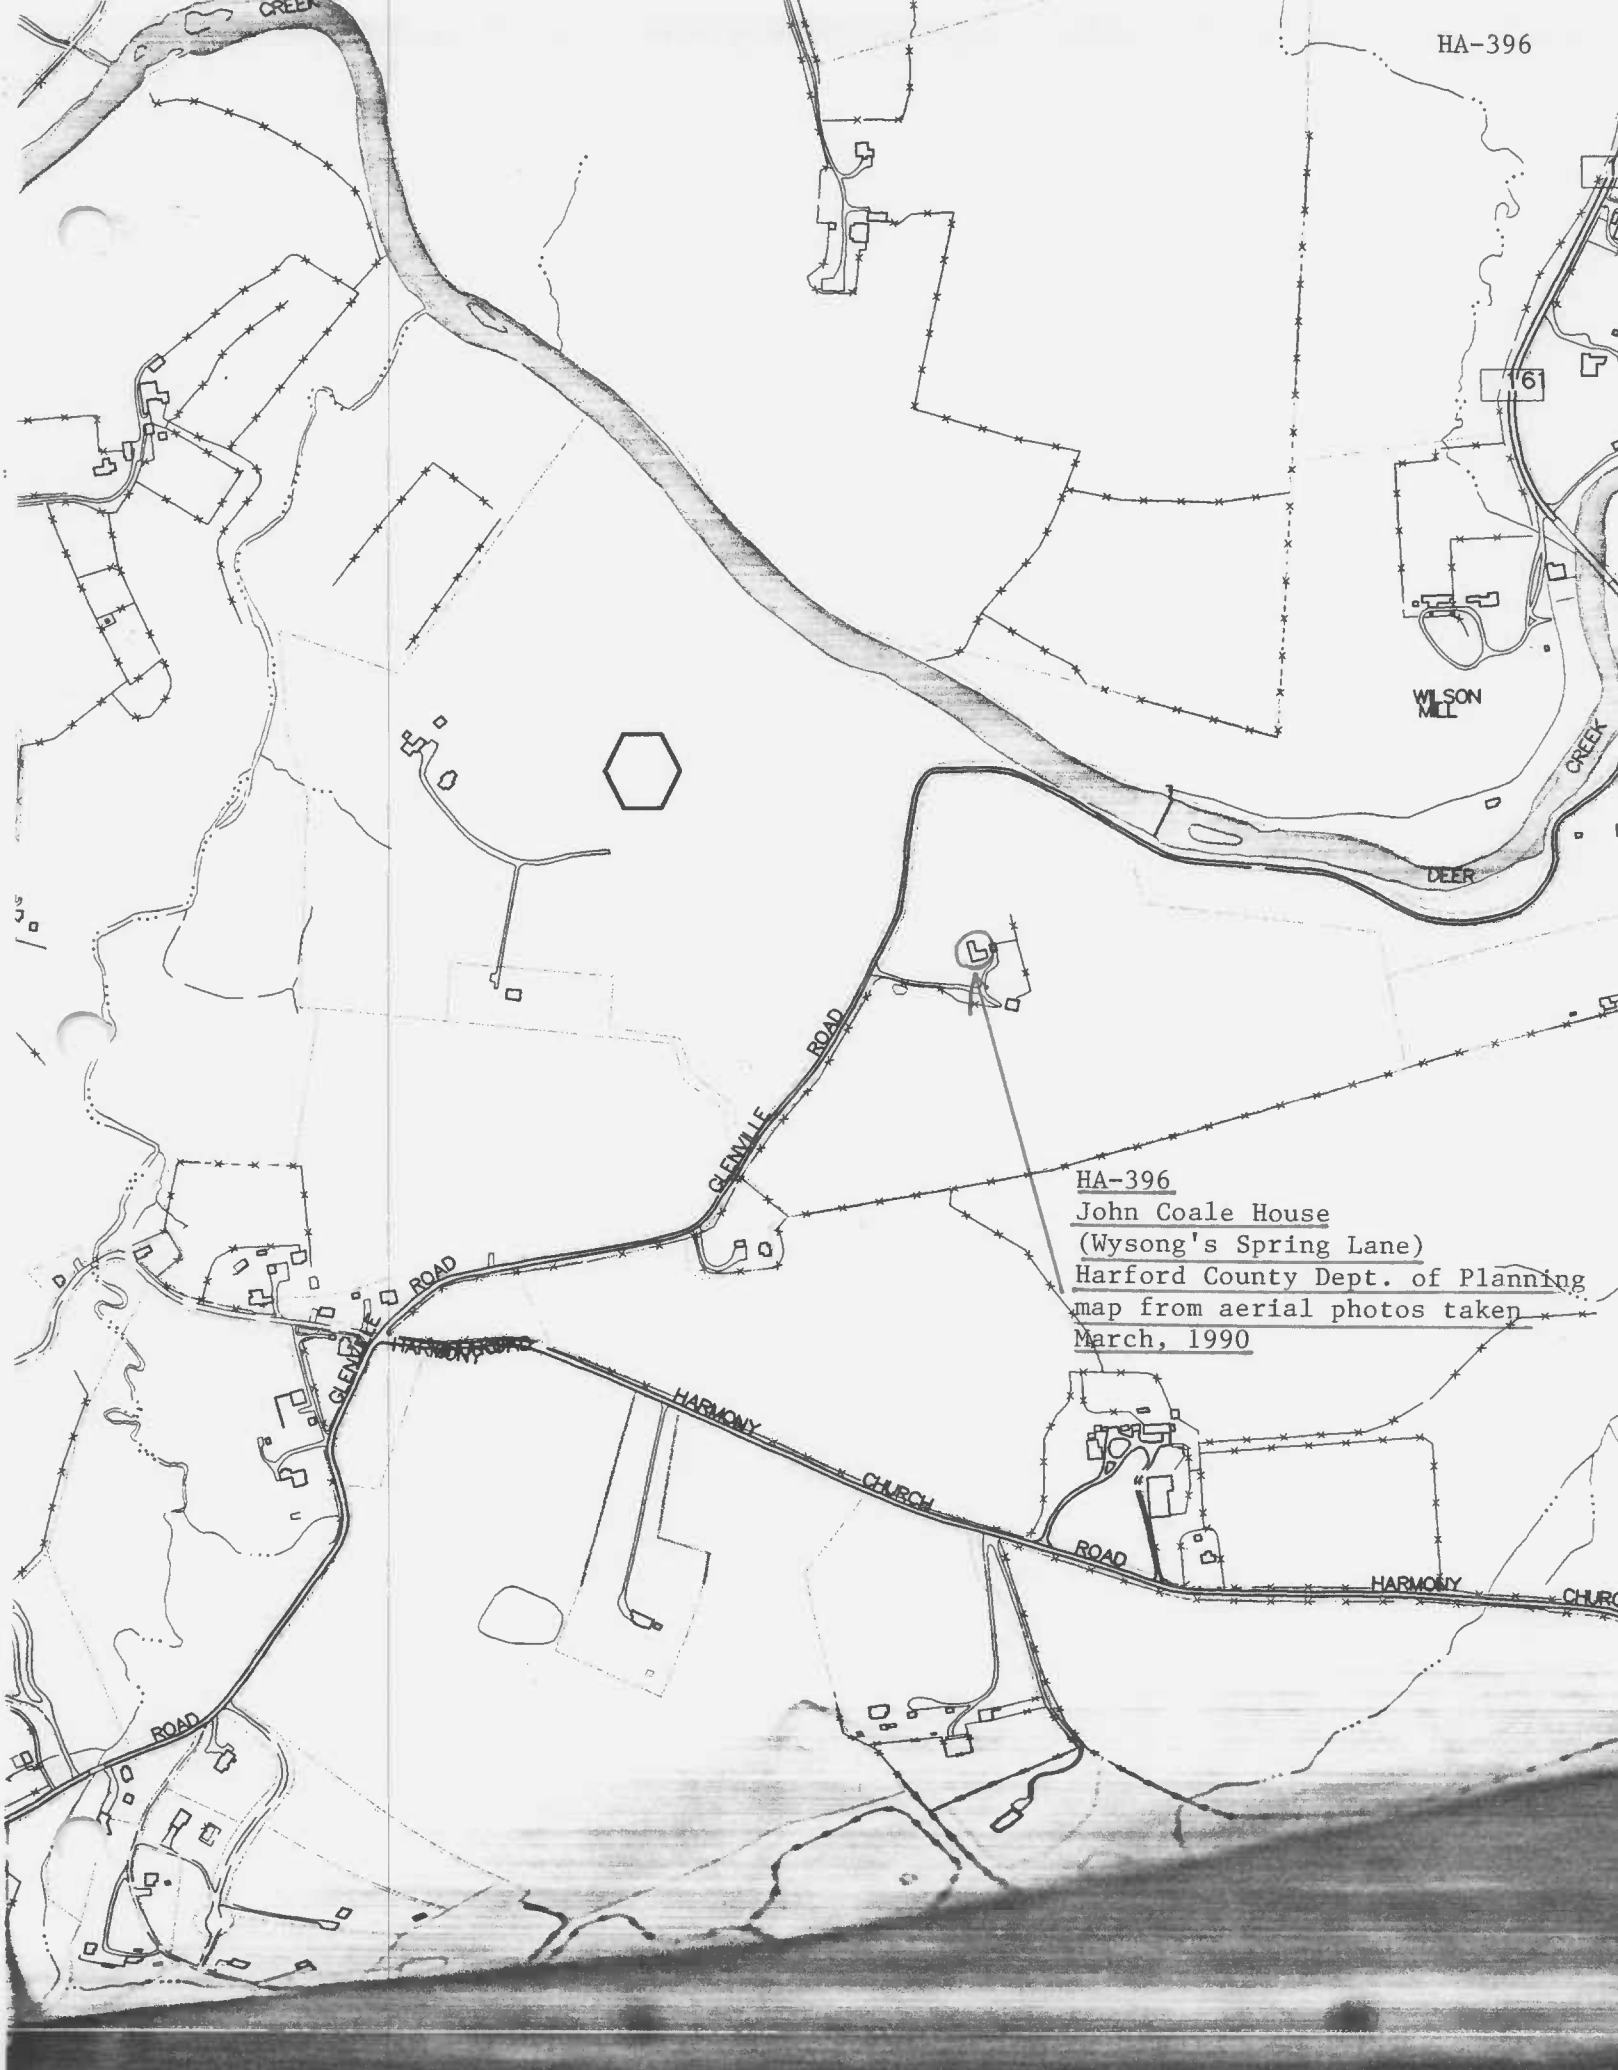 CREEK
HA-396
161
WILSON
MILL
CREEK
DEER
ROAD
GLENVILLE
HA-396
John Coale House
(Wysong's Spring Lane)
Harford County Dept. of Planning
map from aerial photos taken
March, 1990
ROAD
GLENVILLE
HARMONY
CHURCH
ROAD
HARMONY
CHURC
ROAD